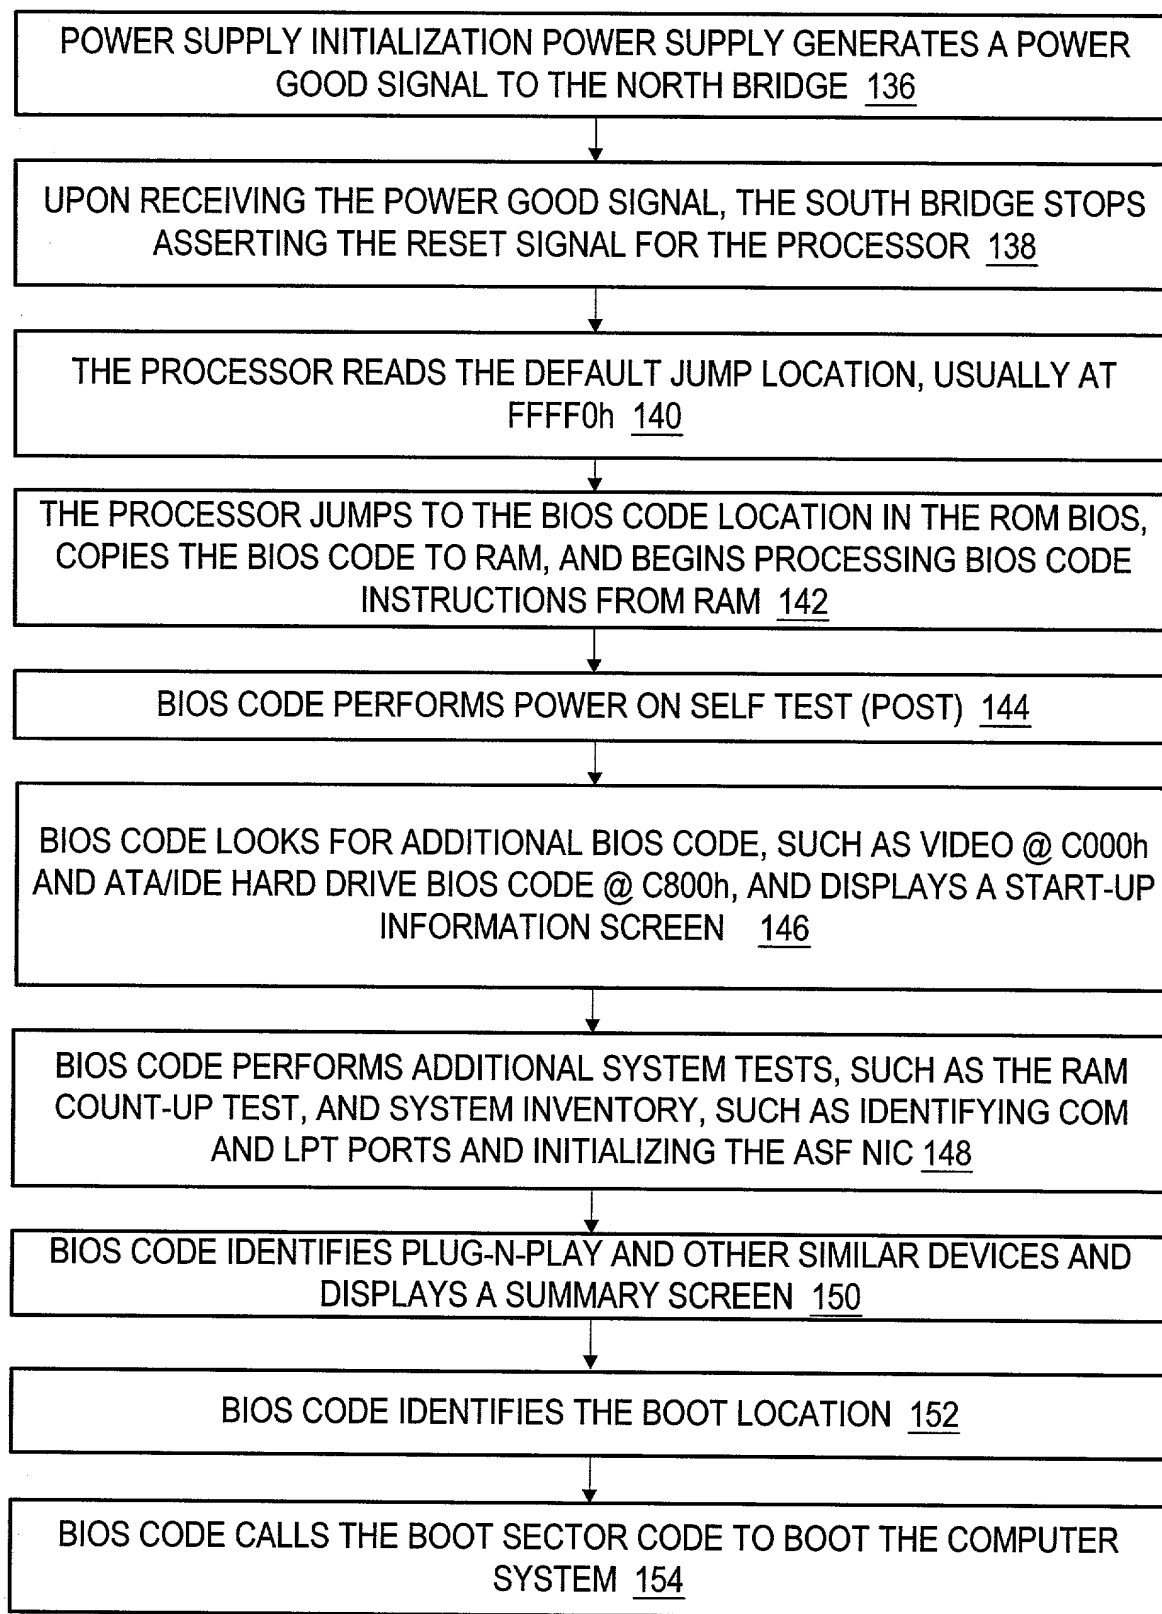 POWER SUPPLY INITIALIZATION POWER SUPPLY GENERATES A POWER
GOOD SIGNAL TO THE NORTH BRIDGE 136
UPON RECEIVING THE POWER GOOD SIGNAL, THE SOUTH BRIDGE STOPS
ASSERTING THE RESET SIGNAL FOR THE PROCESSOR 138
THE PROCESSOR READS THE DEFAULT JUMP LOCATION, USUALLY AT
FFFF0h 140
THE PROCESSOR JUMPS TO THE BIOS CODE LOCATION IN THE ROM BIOS,
COPIES THE BIOS CODE TO RAM, AND BEGINS PROCESSING BIOS CODE
INSTRUCTIONS FROM RAM 142
BIOS CODE PERFORMS POWER ON SELF TEST (POST) 144
BIOS CODE LOOKS FOR ADDITIONAL BIOS CODE, SUCH AS VIDEO @ C000h
AND ATA/IDE HARD DRIVE BIOS CODE @ C800h, AND DISPLAYS A START-UP
INFORMATION SCREEN 146
BIOS CODE PERFORMS ADDITIONAL SYSTEM TESTS, SUCH AS THE RAM
COUNT-UP TEST, AND SYSTEM INVENTORY, SUCH AS IDENTIFYING COM
AND LPT PORTS AND INITIALIZING THE ASF NIC 148
BIOS CODE IDENTIFIES PLUG-N-PLAY AND OTHER SIMILAR DEVICES AND
DISPLAYS A SUMMARY SCREEN 150
BIOS CODE IDENTIFIES THE BOOT LOCATION 152
BIOS CODE CALLS THE BOOT SECTOR CODE TO BOOT THE COMPUTER
SYSTEM 154